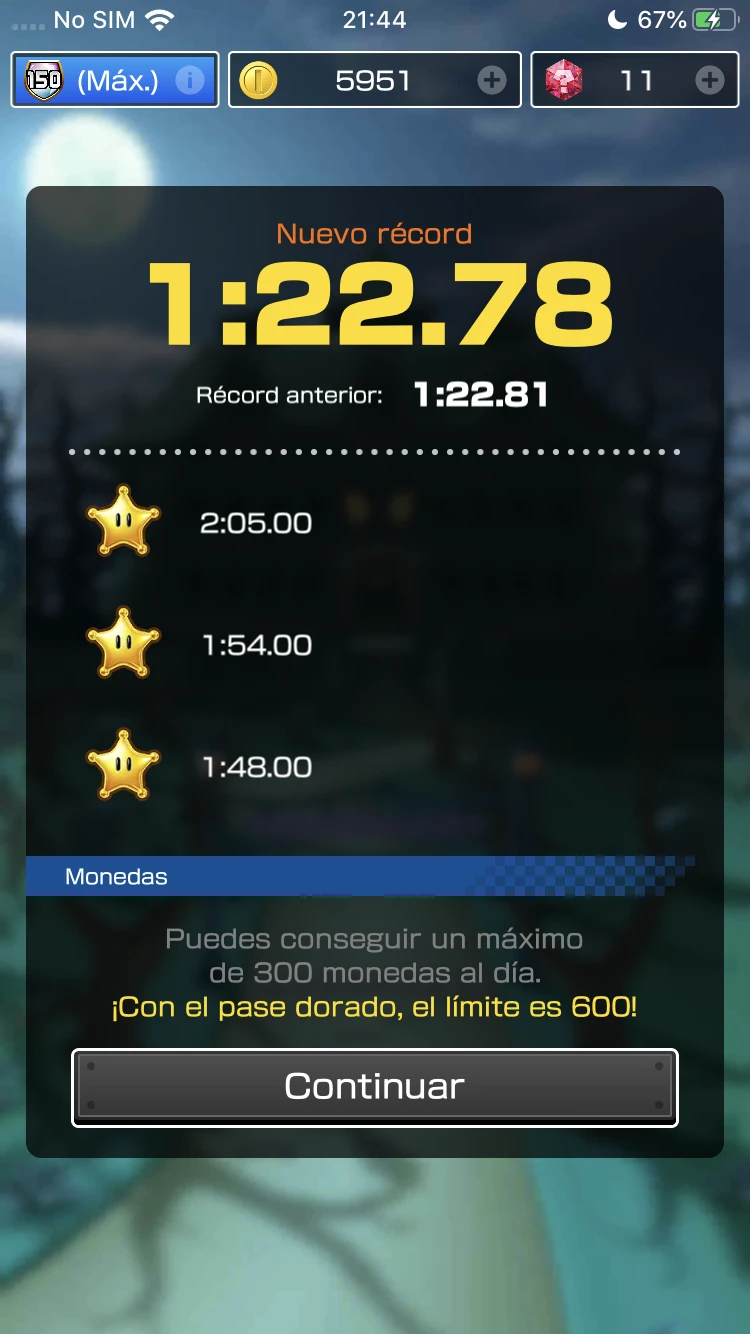 No SIM 21:44 67%
150 (Máx.) i 5951 + ? 11 +
Nuevo récord
1:22.78
Récord anterior: 1:22.81
2:05.00
1:54.00
1:48.00
Monedas
Puedes conseguir un máximo
de 300 monedas al día.
¡Con el pase dorado, el límite es 600!
Continuar